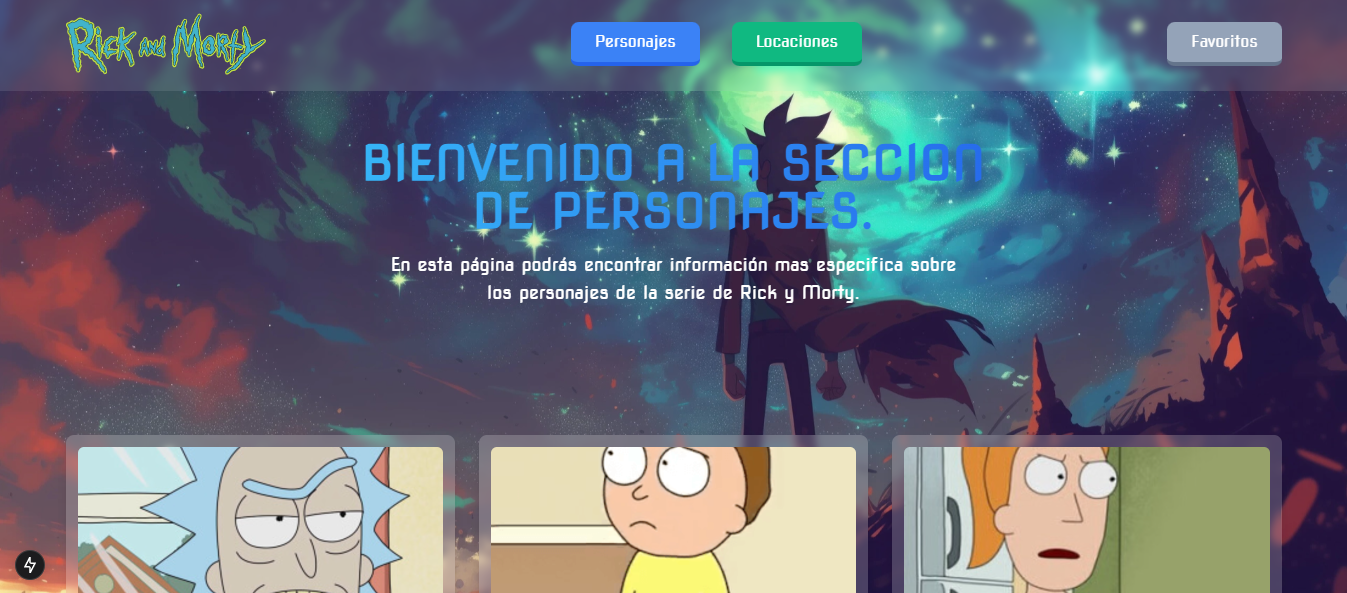 Rick and Morty
Personajes
Locaciones
Favoritos
BIENVENIDO A LA SECCION
DE PERSONAJES.
En esta página podrás encontrar información mas especifica sobre
los personajes de la serie de Rick y Morty.